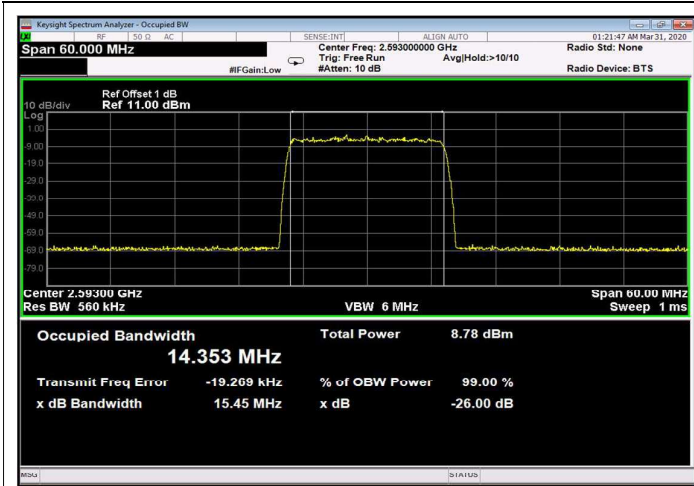 Keysight Spectrum Analyzer - Occupied BW
RF 50 Ω AC SENSE:INT ALIGN AUTO 01:21:47 AM Mar 31, 2020
Span 60.000 MHz Center Freq: 2.593000000 GHz Radio Std: None
Trig: Free Run Avg|Hold:>10/10
#IFGain:Low #Atten: 10 dB Radio Device: BTS
Ref Offset 1 dB
10 dB/div Ref 11.00 dBm
Log
1.00
-9.00
-19.0
-29.0
-39.0
-49.0
-59.0
-69.0
-79.0
Center 2.59300 GHz Span 60.00 MHz
Res BW 560 kHz VBW 6 MHz Sweep 1 ms
Occupied Bandwidth Total Power 8.78 dBm
14.353 MHz
Transmit Freq Error -19.269 kHz % of OBW Power 99.00 %
x dB Bandwidth 15.45 MHz x dB -26.00 dB
MSG STATUS